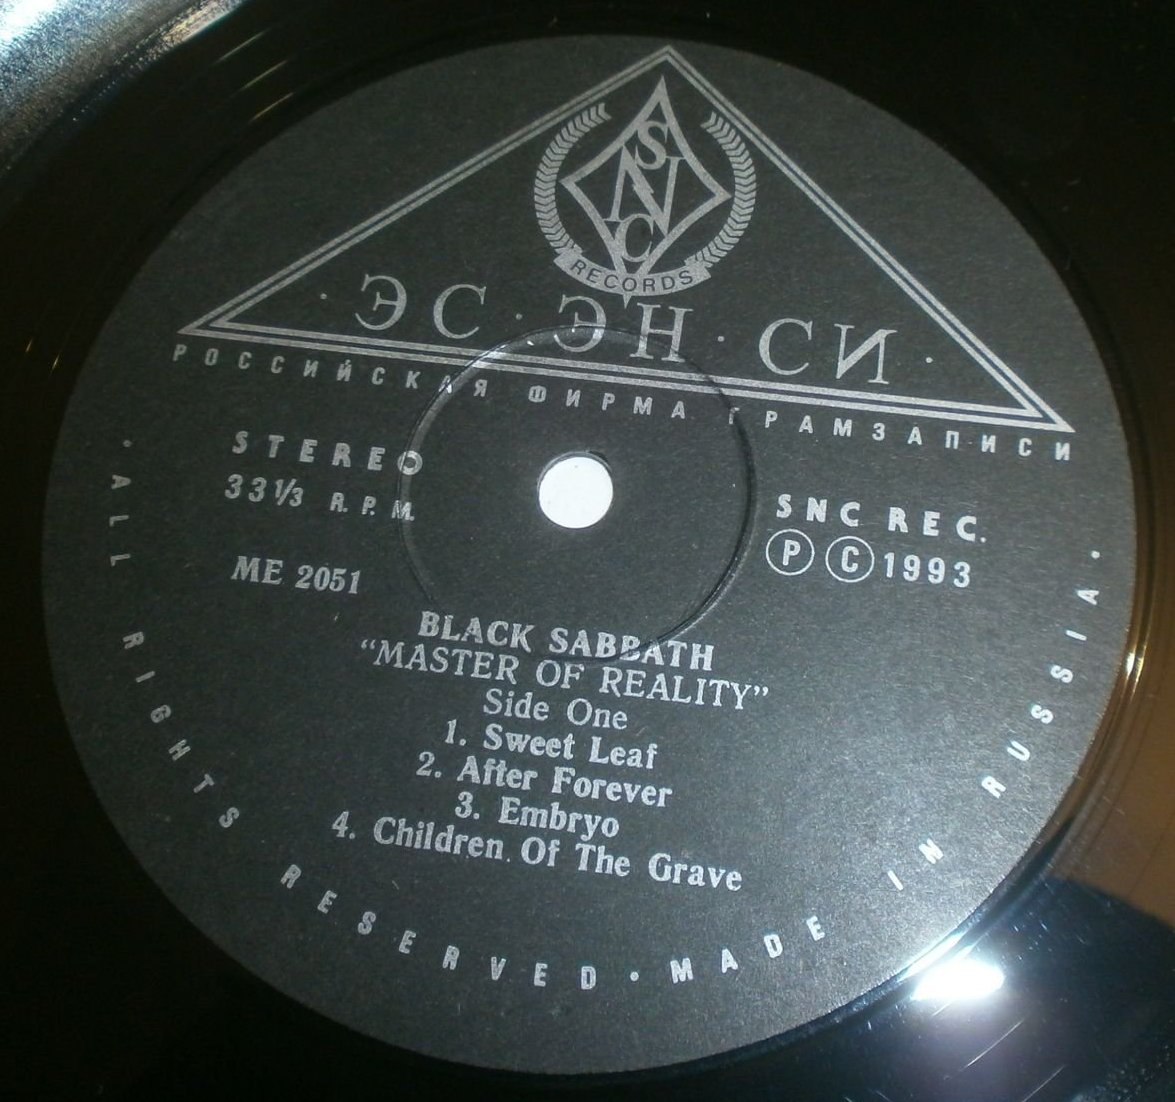 SNC
RECORDS
· ЭС · ЭН · СИ ·
РОССИЙСКАЯ ФИРМА ГРАМЗАПИСИ
STEREO
33 1/3 R.P.M.
ME 2051
SNC REC.
Ⓟ Ⓒ 1993
BLACK SABBATH
“MASTER OF REALITY”
Side One
1. Sweet Leaf
2. After Forever
3. Embryo
4. Children Of The Grave
· ALL RIGHTS RESERVED · MADE IN RUSSIA ·